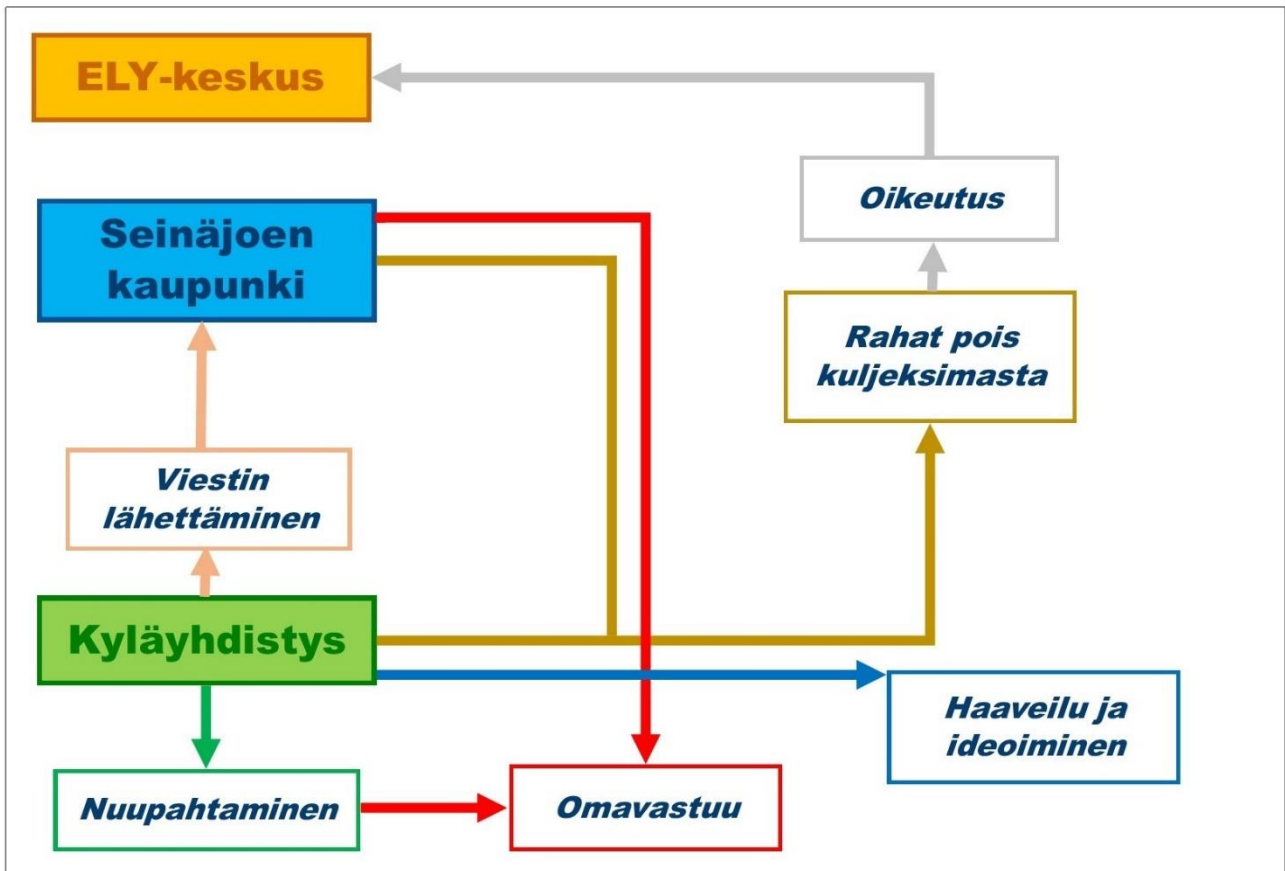 ELY-keskus
Oikeutus
Seinäjoen
kaupunki
Rahat pois
kuljeksimasta
Viestin
lähettäminen
Kyläyhdistys
Haaveilu ja
ideoiminen
Nuupahtaminen
Omavastuu